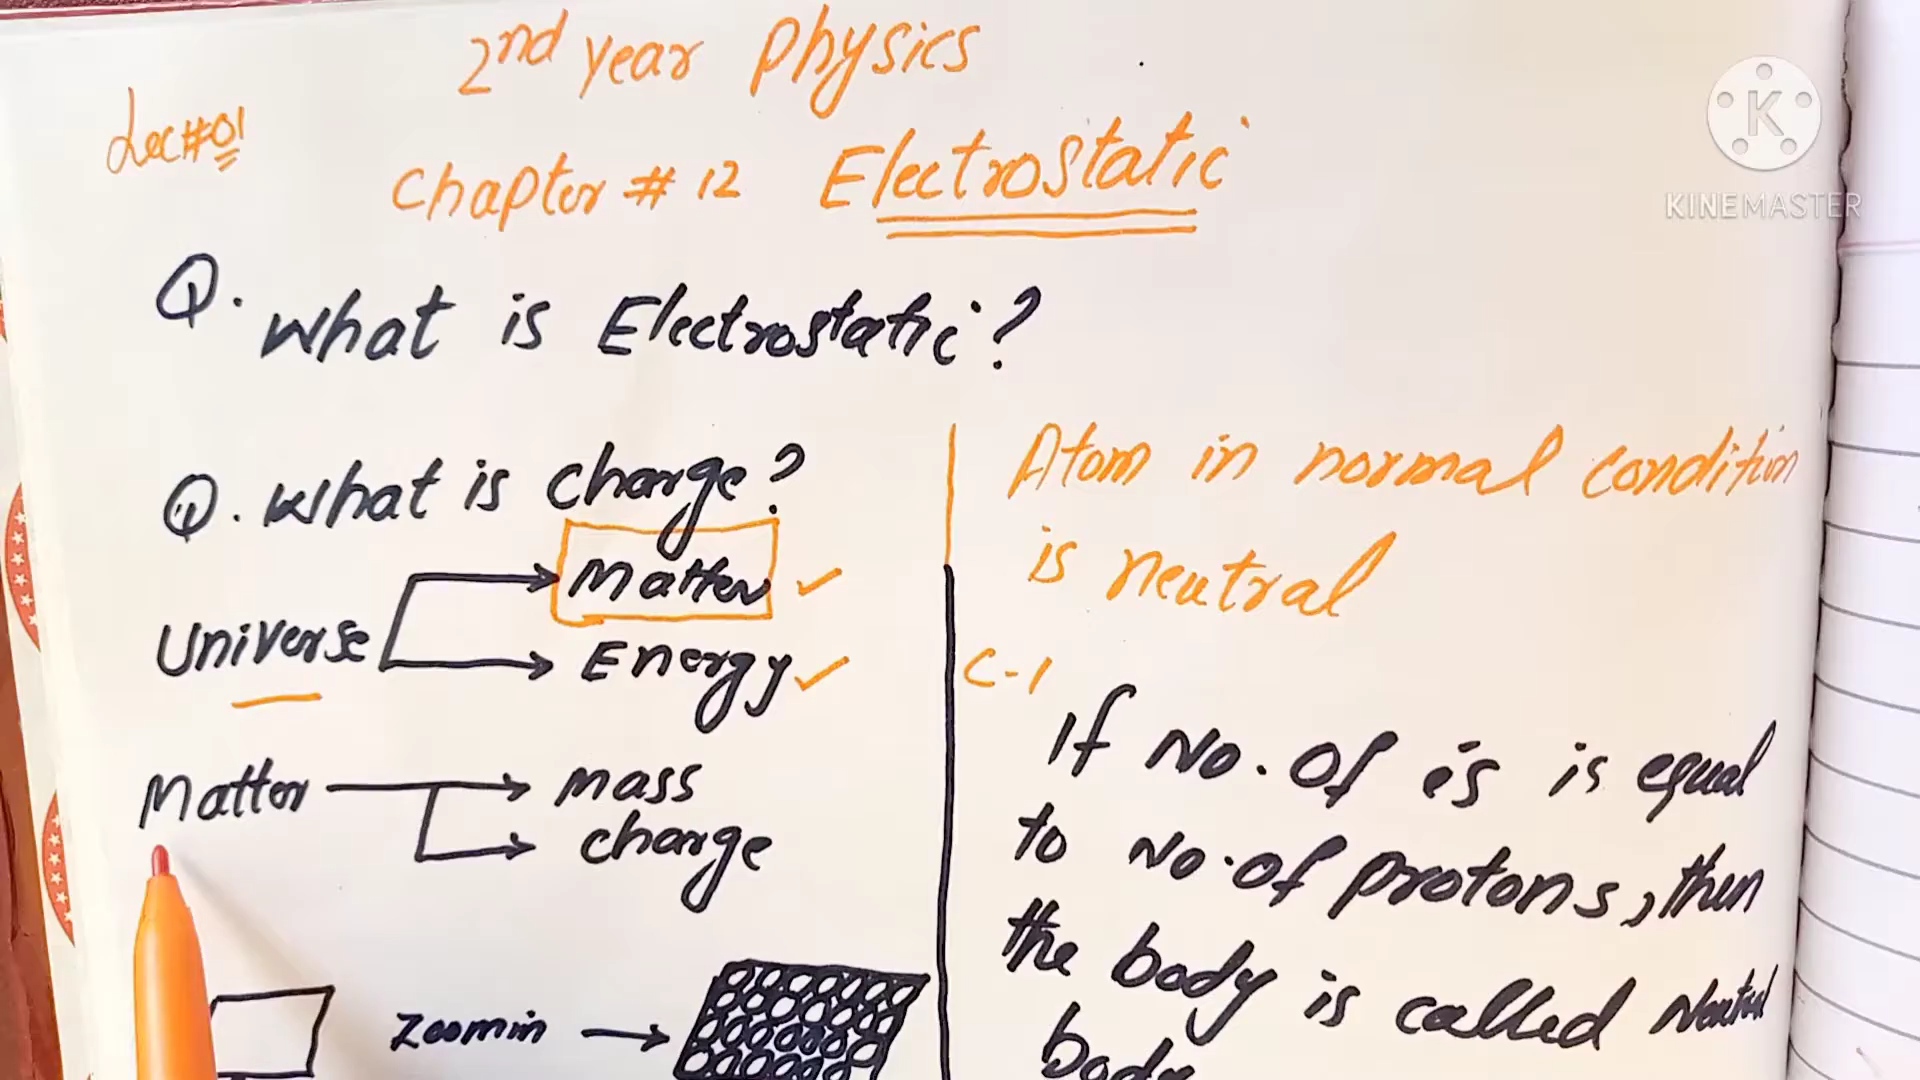 2nd year Physics
Lec#01
Chapter # 12 Electrostatic
Q. What is Electrostatic?
Q. What is charge?
Universe
Matter
Energy
Matter
mass
charge
Zoomin
Atom in normal condition
is neutral
C-1
If No. Of e's is equal
to No. of protons, then
the body is called Neutral
body
K
KINEMASTER